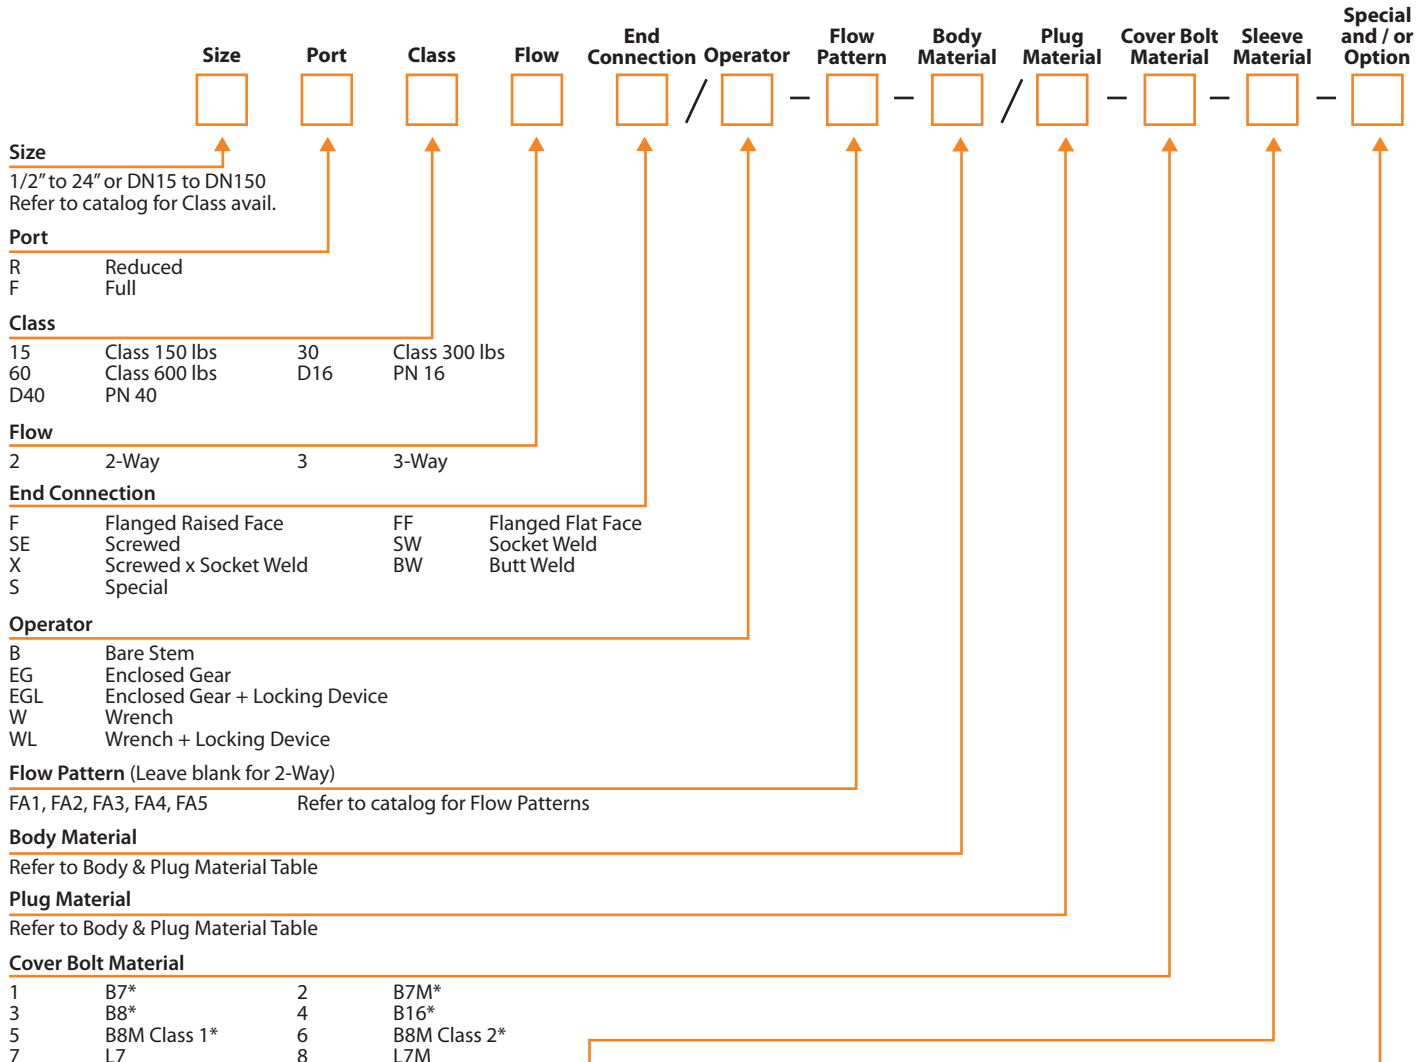 Size Port Class Flow End Connection Operator Flow Pattern Body Material Plug Material Cover Bolt Material Sleeve Material Special and / or Option
/ – – / – – –
Size
1/2” to 24” or DN15 to DN150
Refer to catalog for Class avail.
Port
R Reduced
F Full
Class
15 Class 150 lbs 30 Class 300 lbs
60 Class 600 lbs D16 PN 16
D40 PN 40
Flow
2 2-Way 3 3-Way
End Connection
F Flanged Raised Face FF Flanged Flat Face
SE Screwed SW Socket Weld
X Screwed x Socket Weld BW Butt Weld
S Special
Operator
B Bare Stem
EG Enclosed Gear
EGL Enclosed Gear + Locking Device
W Wrench
WL Wrench + Locking Device
Flow Pattern (Leave blank for 2-Way)
FA1, FA2, FA3, FA4, FA5 Refer to catalog for Flow Patterns
Body Material
Refer to Body & Plug Material Table
Plug Material
Refer to Body & Plug Material Table
Cover Bolt Material
1 B7* 2 B7M*
3 B8* 4 B16*
5 B8M Class 1* 6 B8M Class 2*
7 L7 8 L7M